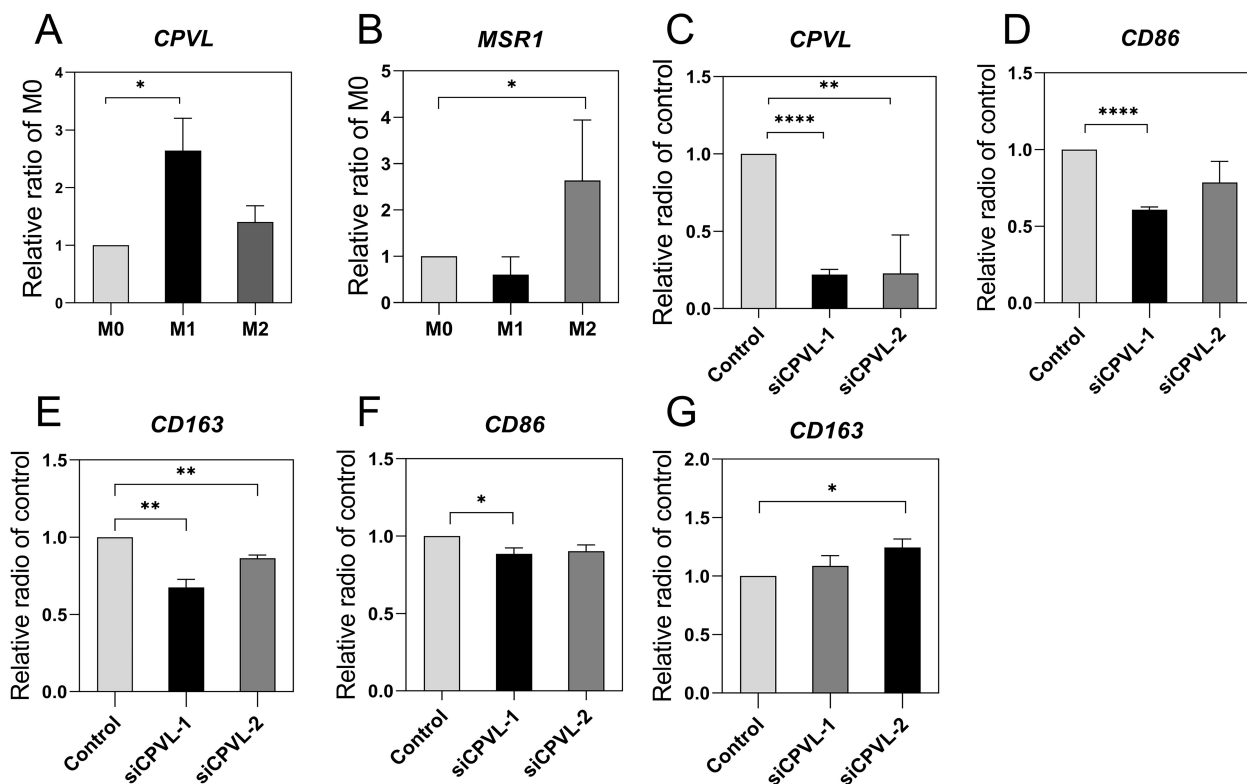 A
CPVL
Relative ratio of M0
4
3
2
1
0
*
M0 M1 M2
B
MSR1
Relative ratio of M0
5
4
3
2
1
0
*
M0 M1 M2
C
CPVL
Relative radio of control
1.5
1.0
0.5
0.0
**
****
Control siCPVL-1 siCPVL-2
D
CD86
Relative radio of control
1.5
1.0
0.5
0.0
****
Control siCPVL-1 siCPVL-2
E
CD163
Relative radio of control
1.5
1.0
0.5
0.0
**
**
Control siCPVL-1 siCPVL-2
F
CD86
Relative radio of control
1.5
1.0
0.5
0.0
*
Control siCPVL-1 siCPVL-2
G
CD163
Relative radio of control
2.0
1.5
1.0
0.5
0.0
*
Control siCPVL-1 siCPVL-2